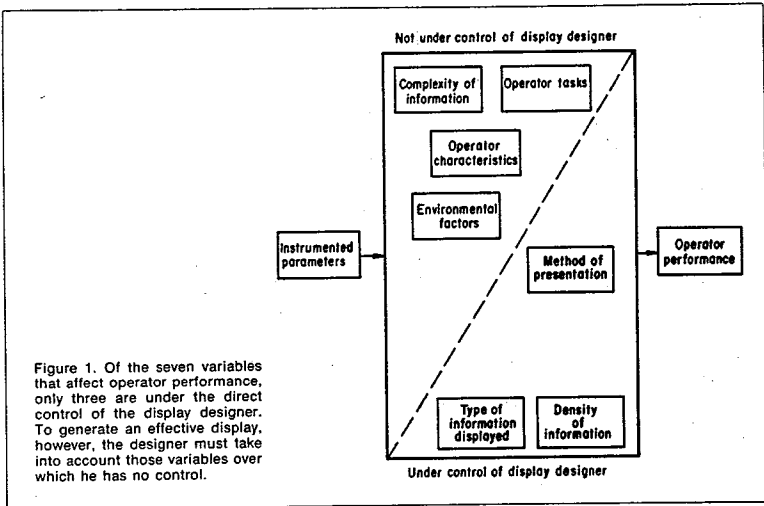 Not under control of display designer
Complexity of
information
Operator tasks
Operator
characteristics
Environmental
factors
Instrumented
parameters
Method of
presentation
Operator
performance
Type of
information
displayed
Density
of
information
Under control of display designer
Figure 1. Of the seven variables
that affect operator performance,
only three are under the direct
control of the display designer.
To generate an effective display,
however, the designer must take
into account those variables over
which he has no control.